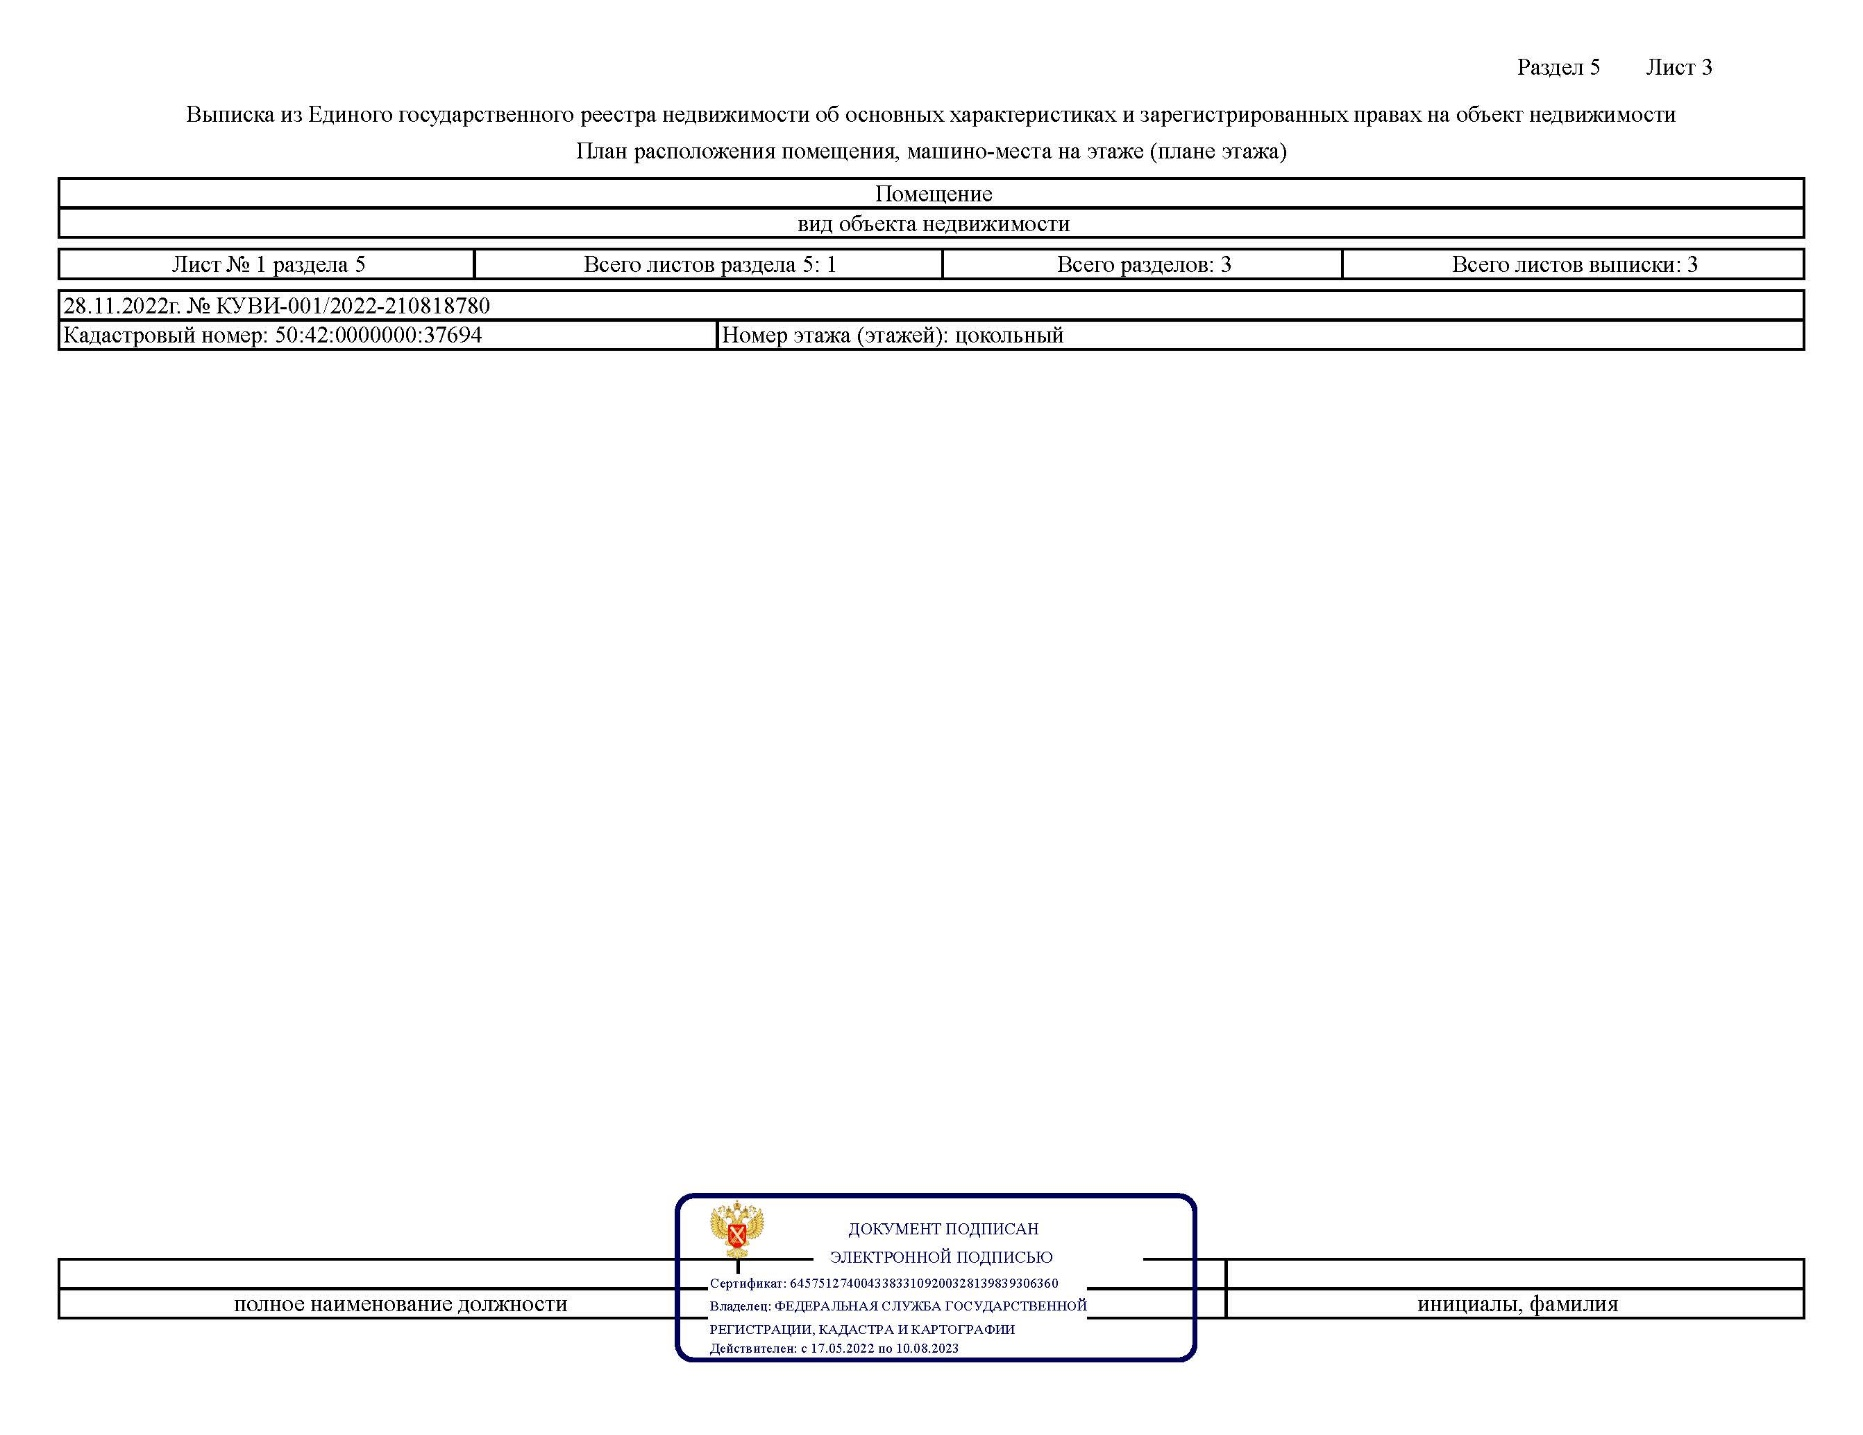 Раздел 5 Лист 3
Выписка из Единого государственного реестра недвижимости об основных характеристиках и зарегистрированных правах на объект недвижимости
План расположения помещения, машино-места на этаже (плане этажа)
Помещение
вид объекта недвижимости
Лист № 1 раздела 5 Всего листов раздела 5: 1 Всего разделов: 3 Всего листов выписки: 3
28.11.2022г. № КУВИ-001/2022-210818780
Кадастровый номер: 50:42:0000000:37694 Номер этажа (этажей): цокольный
ДОКУМЕНТ ПОДПИСАН
ЭЛЕКТРОННОЙ ПОДПИСЬЮ
Сертификат: 64575127400433833109200328139839306360
полное наименование должности
Владелец: ФЕДЕРАЛЬНАЯ СЛУЖБА ГОСУДАРСТВЕННОЙ
инициалы, фамилия
РЕГИСТРАЦИИ, КАДАСТРА И КАРТОГРАФИИ
Действителен: с 17.05.2022 по 10.08.2023